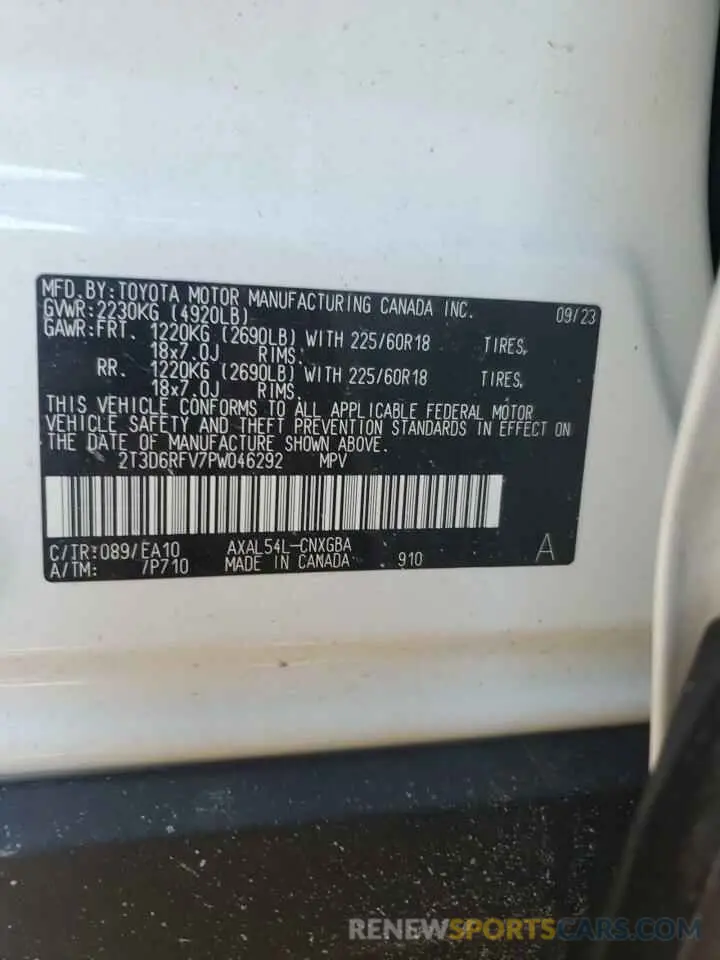 MFD. BY: TOYOTA MOTOR MANUFACTURING CANADA INC. 09/23
GVWR: 2230KG (4920LB)
GAWR: FRT. 1220KG (2690LB) WITH 225/60R18 TIRES,
18x7.0J RIMS.
RR. 1220KG (2690LB) WITH 225/60R18 TIRES,
18x7.0J RIMS.
THIS VEHICLE CONFORMS TO ALL APPLICABLE FEDERAL MOTOR
VEHICLE SAFETY AND THEFT PREVENTION STANDARDS IN EFFECT ON
THE DATE OF MANUFACTURE SHOWN ABOVE.
2T3D6RFV7PW046292 MPV
C/TR: 089/EA10 AXAL54L-CNXGBA A
A/TM: /P710 MADE IN CANADA 910
RENEWSPORTSCARS.COM